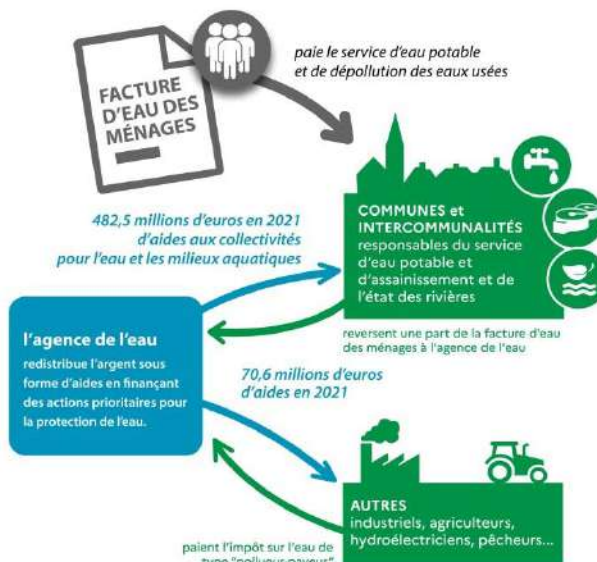 FACTURE
D'EAU DES
MÉNAGES
paie le service d'eau potable
et de dépollution des eaux usées
482,5 millions d'euros en 2021
d'aides aux collectivités
pour l'eau et les milieux aquatiques
COMMUNES et
INTERCOMMUNALITÉS
responsables du service
d'eau potable et
d'assainissement et de
l'état des rivières
reversent une part de la facture d'eau
des ménages à l'agence de l'eau
l'agence de l'eau
redistribue l'argent sous
forme d'aides en finançant
des actions prioritaires pour
la protection de l'eau.
70,6 millions d'euros
d'aides en 2021
AUTRES
industriels, agriculteurs,
hydroélectriciens, pêcheurs...
paient l'impôt sur l'eau de
type "pollueur-payeur"